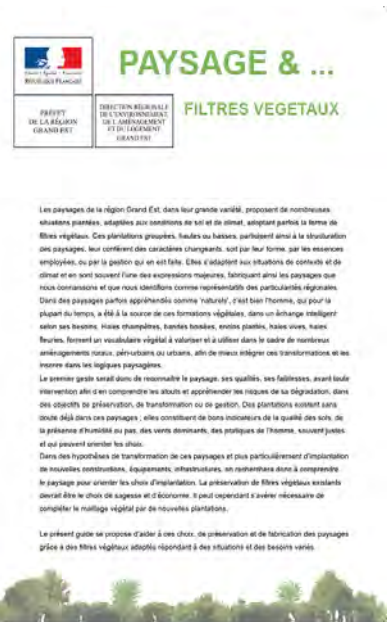 PAYSAGE & ...
FILTRES VEGETAUX
Liberté • Égalité • Fraternité
RÉPUBLIQUE FRANÇAISE
PRÉFET
DE LA RÉGION
GRAND EST
DIRECTION RÉGIONALE
DE L'ENVIRONNEMENT,
DE L'AMÉNAGEMENT
ET DU LOGEMENT
GRAND EST
Les paysages de la région Grand Est, dans leur grande variété, proposent de nombreuses
situations plantées, adaptées aux conditions de sol et de climat, adoptant parfois la forme de
filtres végétaux. Ces plantations groupées, hautes ou basses, participent ainsi à la structuration
des paysages, leur confèrent des caractères changeants, soit par leur forme, par les essences
employées, ou par la gestion qui en est faite. Elles s'adaptent aux situations de contexte et de
climat et en sont souvent l'une des expressions majeures, fabriquant ainsi les paysages que
nous connaissons et que nous identifions comme représentatifs des particularités régionales.
Dans des paysages parfois appréhendés comme 'naturels', c'est bien l'homme, qui pour la
plupart du temps, a été à la source de ces formations végétales, dans un échange intelligent
selon ses besoins. Haies champêtres, bandes boisées, enclos plantés, haies vives, haies
fleuries, forment un vocabulaire végétal à valoriser et à utiliser dans le cadre de nombreux
aménagements ruraux, péri-urbains ou urbains, afin de mieux intégrer ces transformations et les
inscrire dans les logiques paysagères.
Le premier geste serait donc de reconnaître le paysage, ses qualités, ses faiblesses, avant toute
intervention afin d'en comprendre les atouts et appréhender les risques de sa dégradation, dans
des objectifs de préservation, de transformation ou de gestion. Des plantations existent sans
doute déjà dans ces paysages ; elles constituent de bons indicateurs de la qualité des sols, de
la présence d'humidité ou pas, des vents dominants, des pratiques de l'homme, souvent justes
et qui peuvent orienter les choix.
Dans des hypothèses de transformation de ces paysages et plus particulièrement d'implantation
de nouvelles constructions, équipements, infrastructures, on recherchera donc à comprendre
le paysage pour orienter les choix d'implantation. La préservation de filtres végétaux existants
devrait être le choix de sagesse et d'économie. Il peut cependant s'avérer nécessaire de
compléter le maillage végétal par de nouvelles plantations.
Le présent guide se propose d'aider à ces choix, de préservation et de fabrication des paysages
grâce à des filtres végétaux adaptés répondant à des situations et des besoins variés.